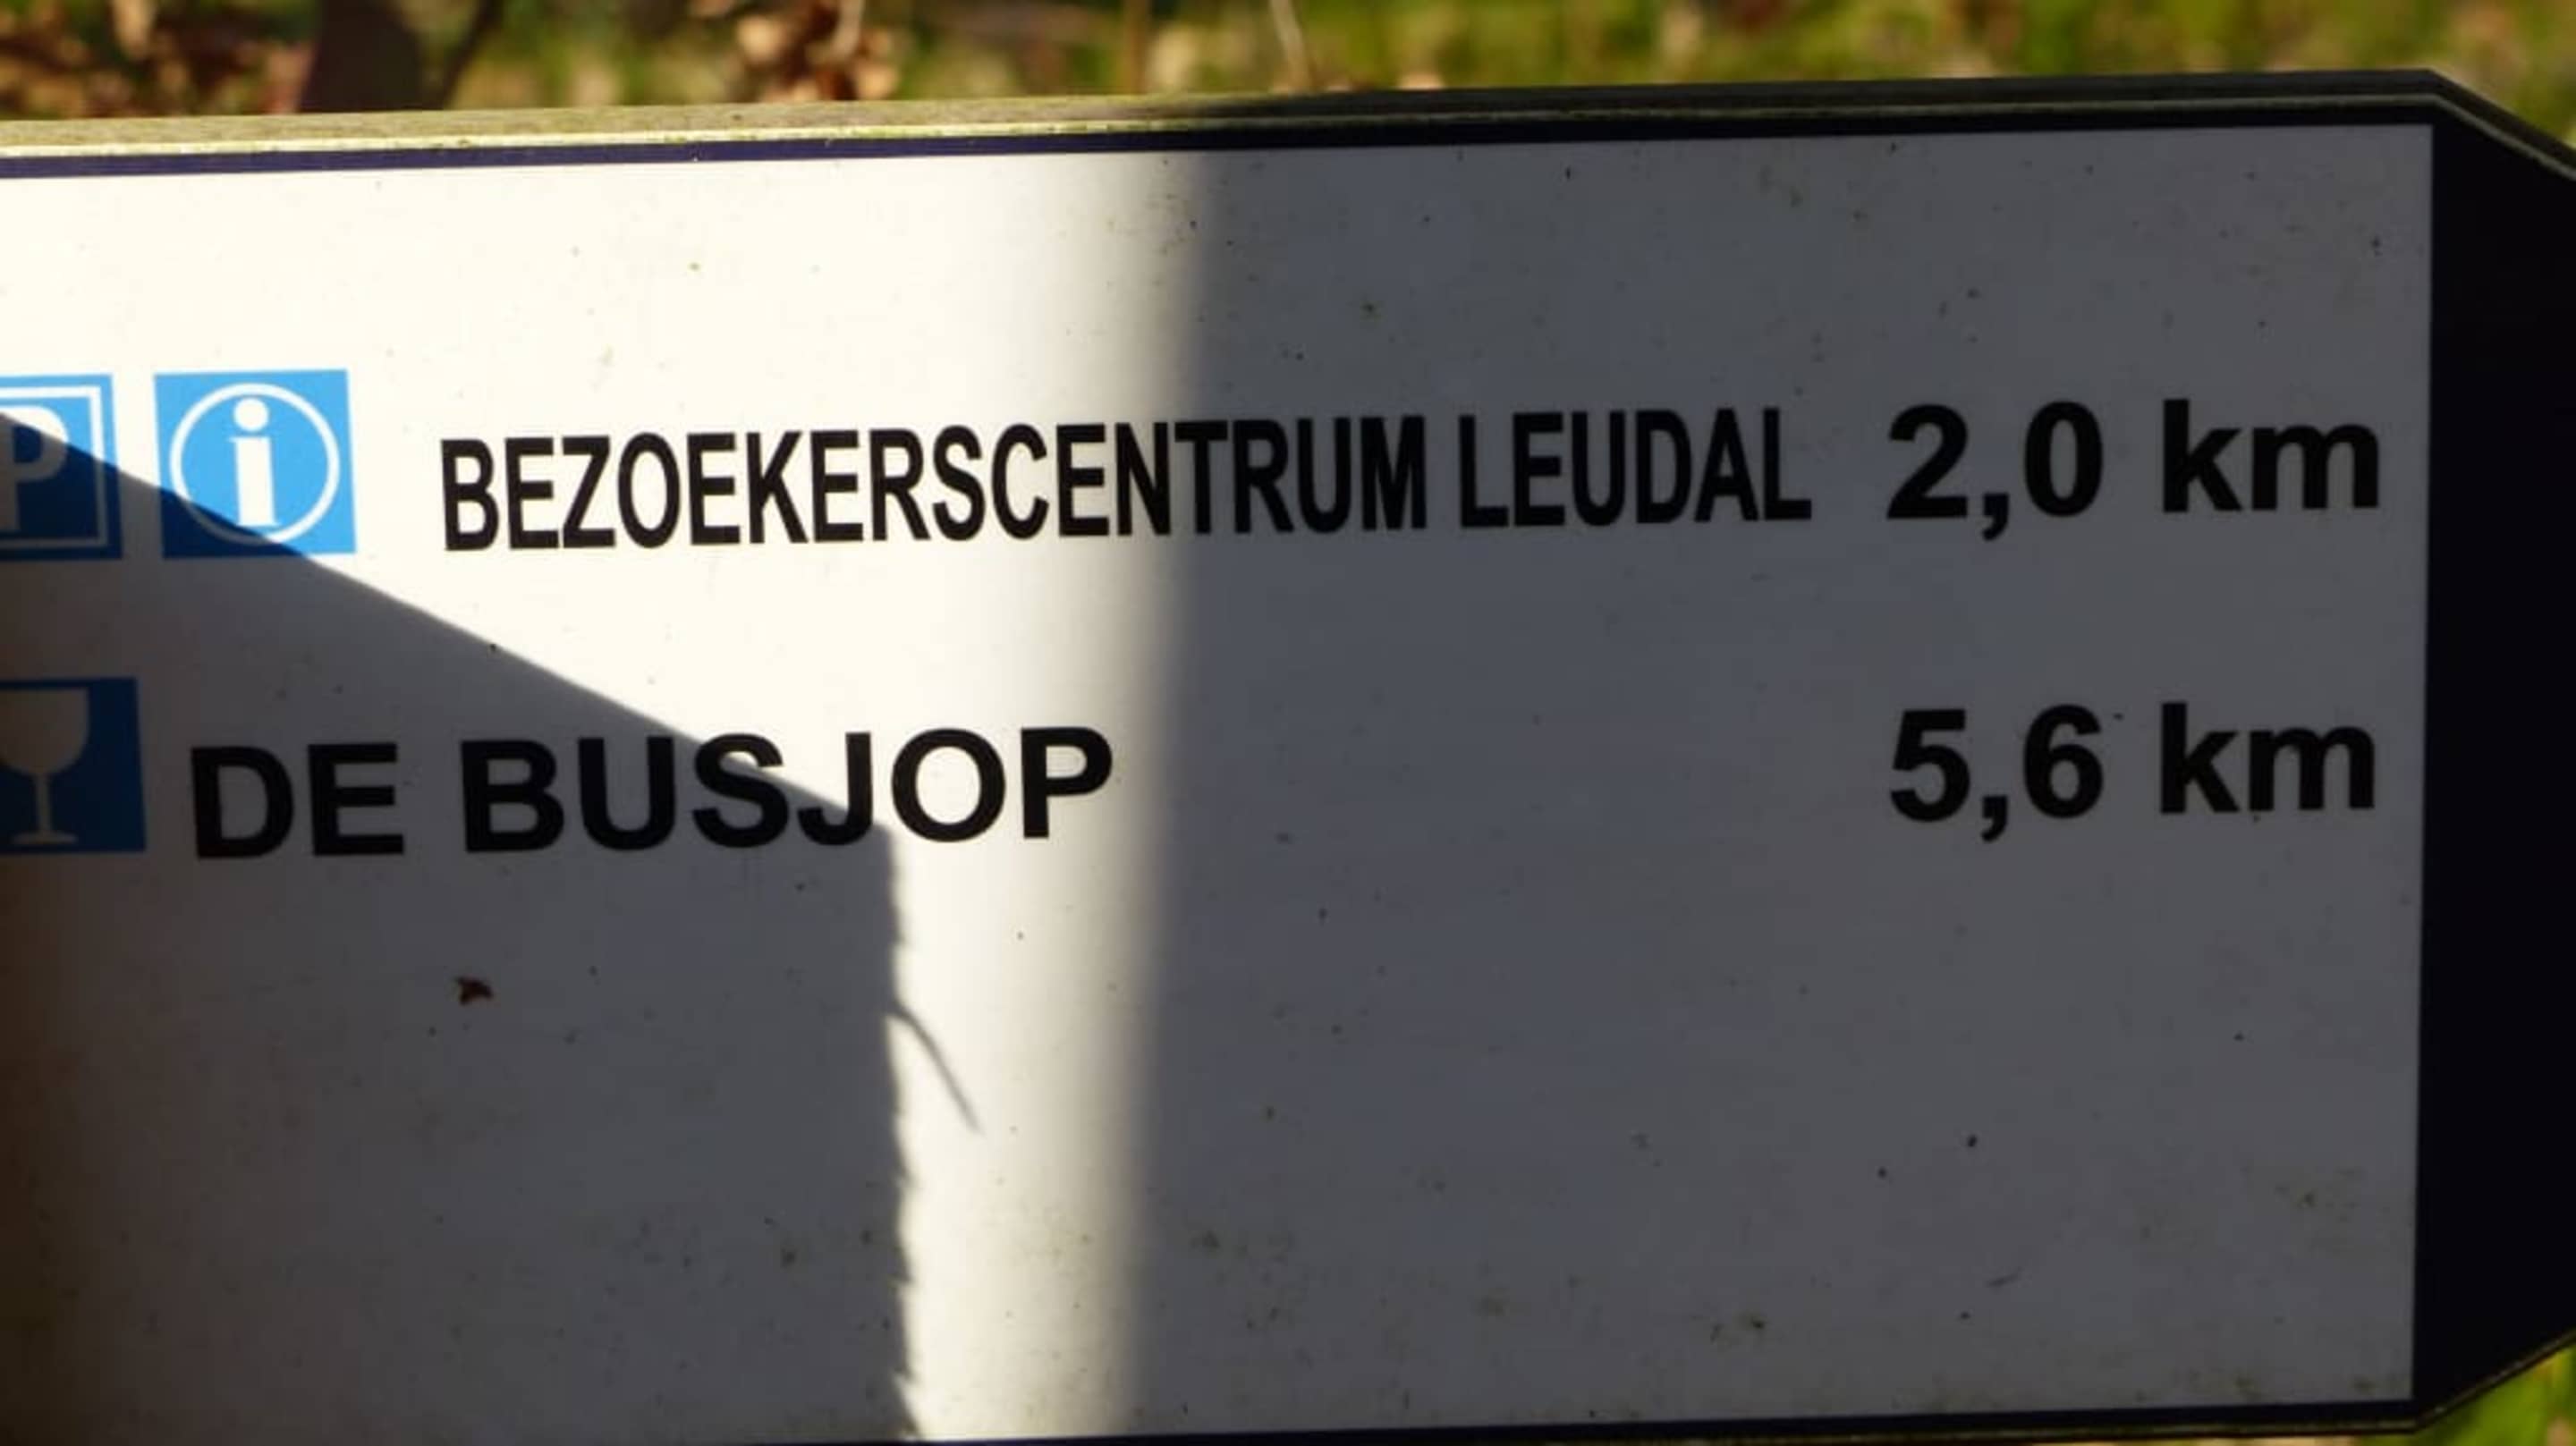 P i BEZOEKERSCENTRUM LEUDAL 2,0 km
DE BUSJOP 5,6 km